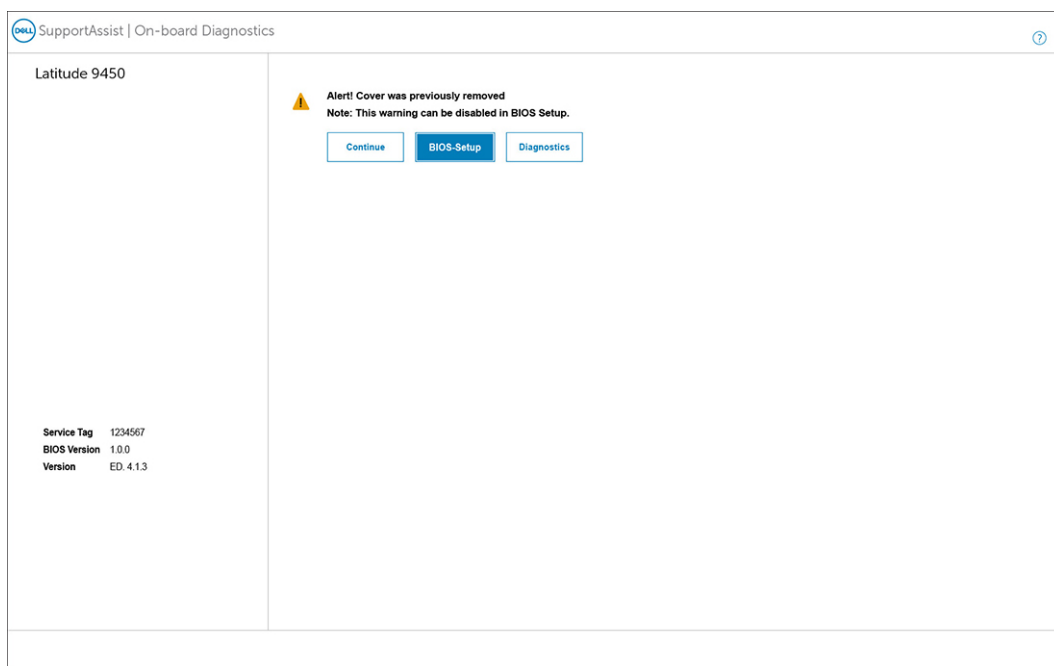 DELL SupportAssist | On-board Diagnostics
?
Latitude 9450
Alert! Cover was previously removed
Note: This warning can be disabled in BIOS Setup.
Continue BIOS-Setup Diagnostics
Service Tag 1234567
BIOS Version 1.0.0
Version ED. 4.1.3